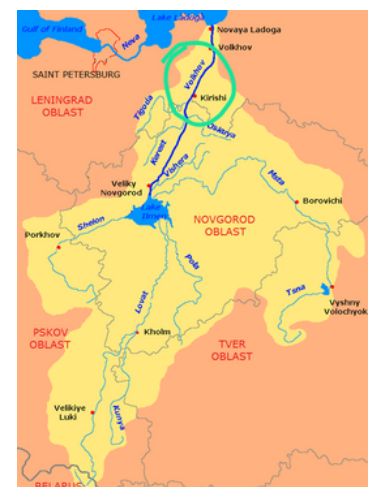 Lake Ladoga
Gulf of Finland
Neva
Novaya Ladoga
Volkhov
SAINT PETERSBURG
Volkhov
Kirishi
LENINGRAD
OBLAST
Tigoda
Oskuya
Kerest
Vishera
Veliky
Novgorod
Lake
Ilmen
Msta
Borovichi
NOVGOROD
OBLAST
Shelon
Porkhov
Pola
Tsna
Vyshny
Volochyok
Lovat
PSKOV
OBLAST
Kholm
TVER
OBLAST
Velikiye
Luki
Kunya
BELARUS